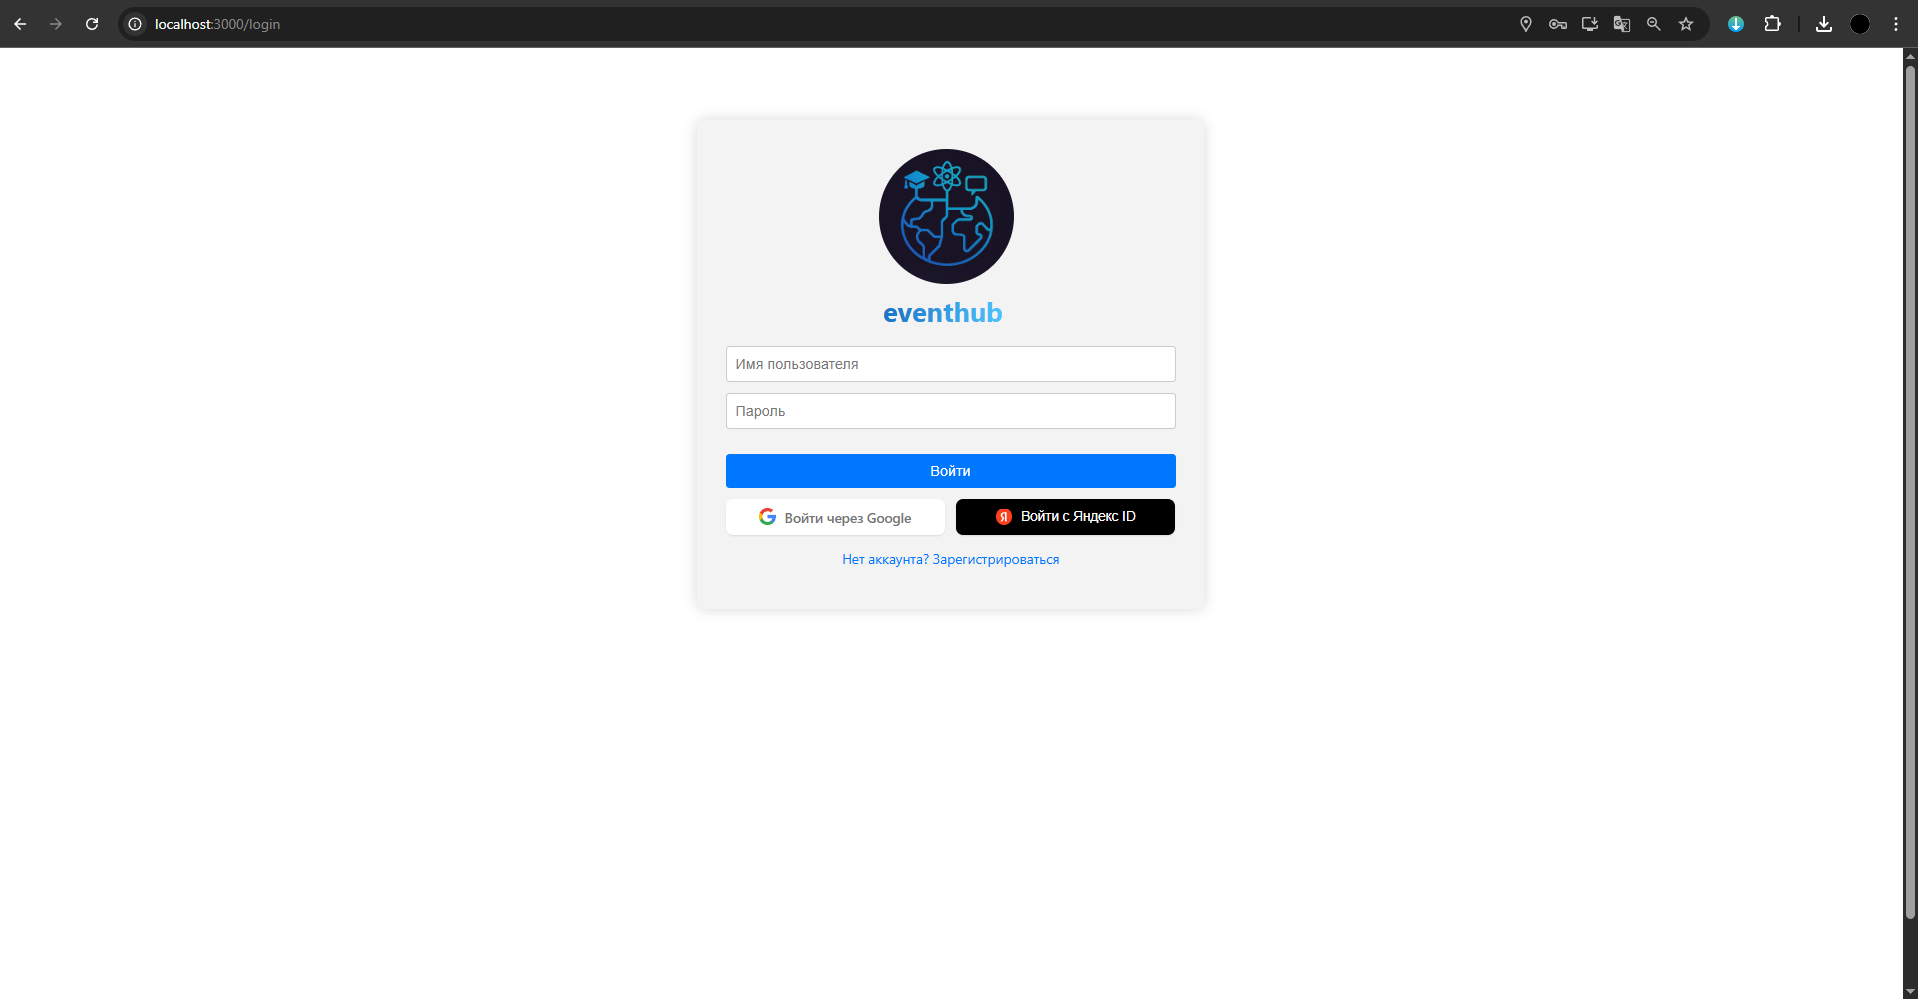 localhost:3000/login
eventhub
Имя пользователя
Пароль
Войти
Войти через Google
Я Войти с Яндекс ID
Нет аккаунта? Зарегистрироваться